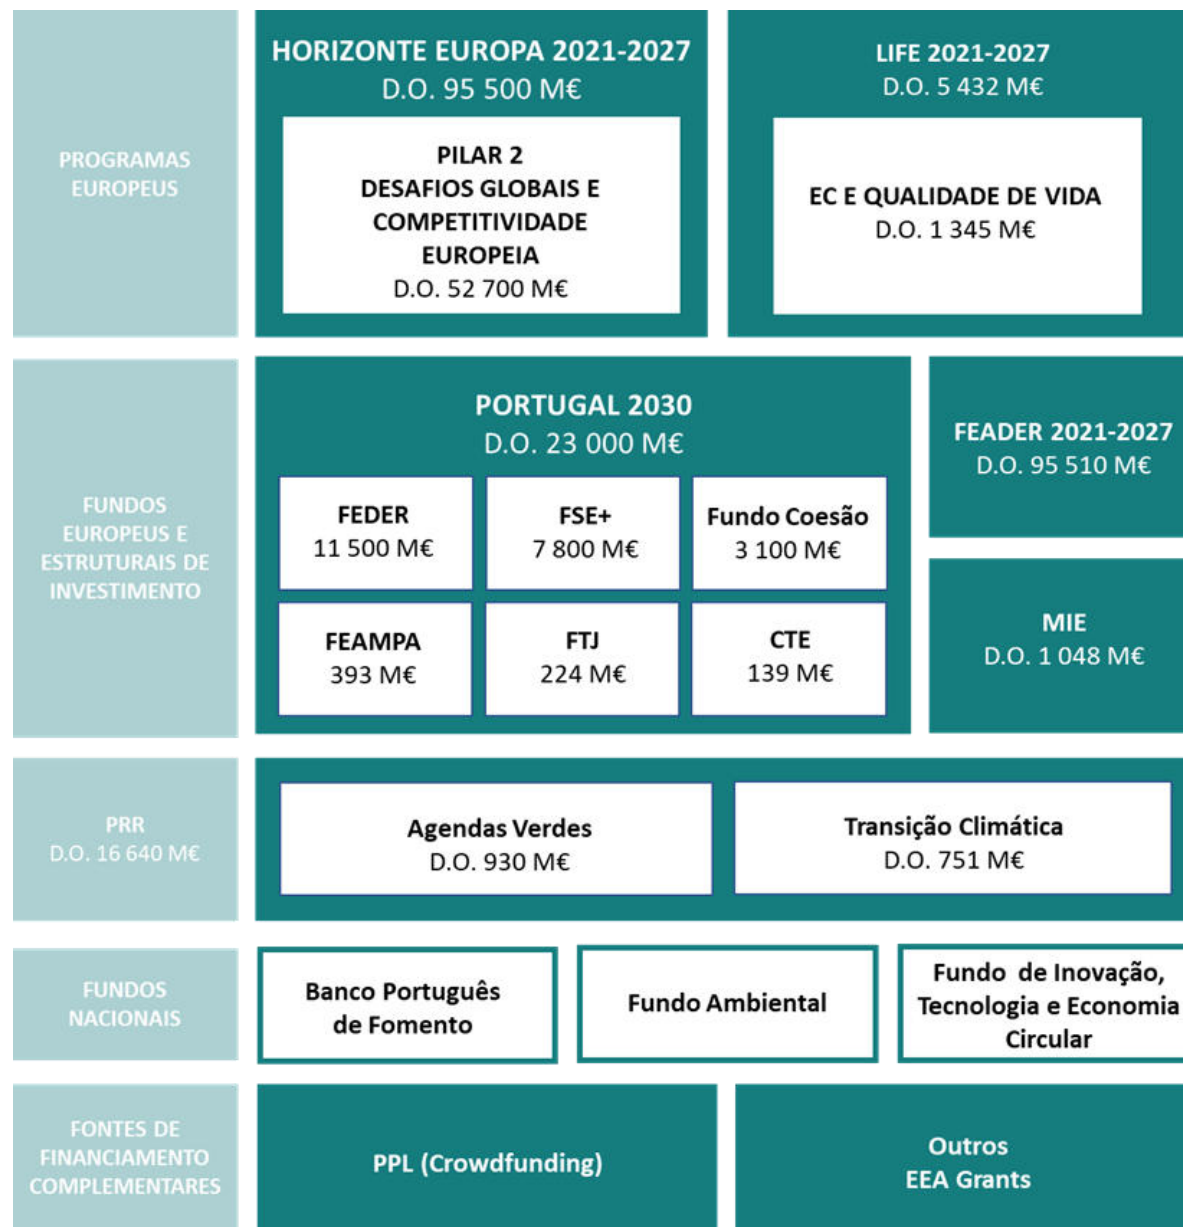 PROGRAMAS
EUROPEUS
HORIZONTE EUROPA 2021-2027
D.O. 95 500 M€
PILAR 2
DESAFIOS GLOBAIS E
COMPETITIVIDADE
EUROPEIA
D.O. 52 700 M€
LIFE 2021-2027
D.O. 5 432 M€
EC E QUALIDADE DE VIDA
D.O. 1 345 M€
FUNDOS
EUROPEUS E
ESTRUTURAIS DE
INVESTIMENTO
PORTUGAL 2030
D.O. 23 000 M€
FEDER
11 500 M€
FSE+
7 800 M€
Fundo Coesão
3 100 M€
FEAMPA
393 M€
FTJ
224 M€
CTE
139 M€
FEADER 2021-2027
D.O. 95 510 M€
MIE
D.O. 1 048 M€
PRR
D.O. 16 640 M€
Agendas Verdes
D.O. 930 M€
Transição Climática
D.O. 751 M€
FUNDOS
NACIONAIS
Banco Português
de Fomento
Fundo Ambiental
Fundo de Inovação,
Tecnologia e Economia
Circular
FONTES DE
FINANCIAMENTO
COMPLEMENTARES
PPL (Crowdfunding)
Outros
EEA Grants